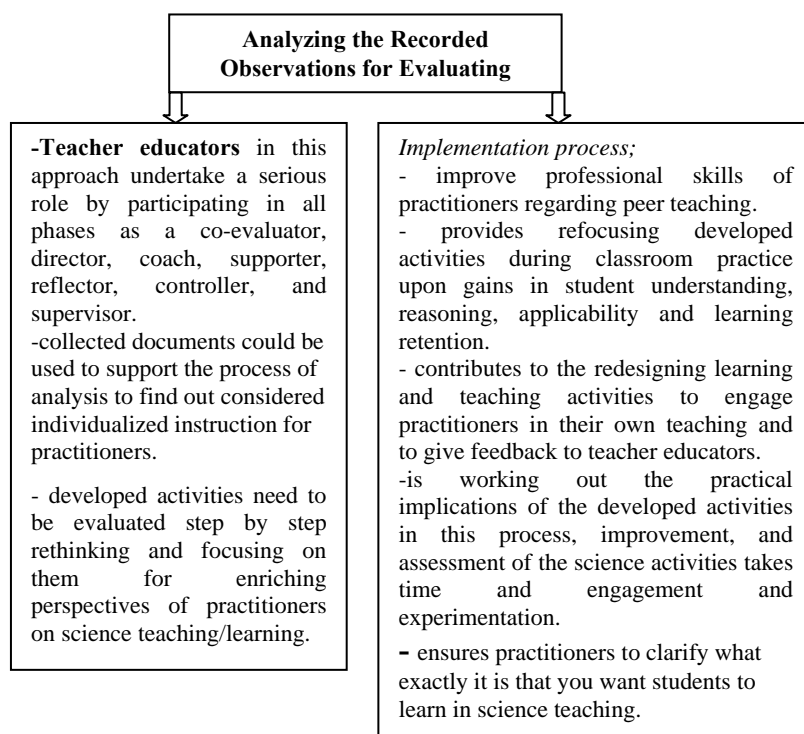 Analyzing the Recorded
Observations for Evaluating
-Teacher educators in this
approach undertake a serious
role by participating in all
phases as a co-evaluator,
director, coach, supporter,
reflector, controller, and
supervisor.
-collected documents could be
used to support the process of
analysis to find out considered
individualized instruction for
practitioners.
- developed activities need to
be evaluated step by step
rethinking and focusing on
them for enriching
perspectives of practitioners
on science teaching/learning.
Implementation process;
- improve professional skills of
practitioners regarding peer teaching.
- provides refocusing developed
activities during classroom practice
upon gains in student understanding,
reasoning, applicability and learning
retention.
- contributes to the redesigning learning
and teaching activities to engage
practitioners in their own teaching and
to give feedback to teacher educators.
-is working out the practical
implications of the developed activities
in this process, improvement, and
assessment of the science activities takes
time and engagement and
experimentation.
- ensures practitioners to clarify what
exactly it is that you want students to
learn in science teaching.